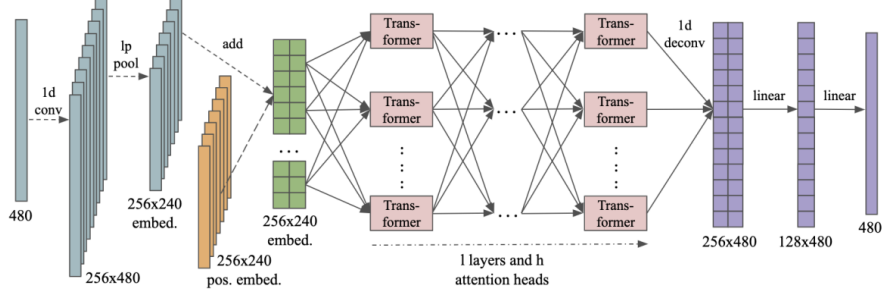 480
1d
conv
256x480
lp
pool
256x240
embed.
add
256x240
pos. embed.
...
256x240
embed.
Trans-
former
Trans-
former
Trans-
former
...
...
...
Trans-
former
Trans-
former
Trans-
former
l layers and h
attention heads
1d
deconv
256x480
linear
128x480
linear
480